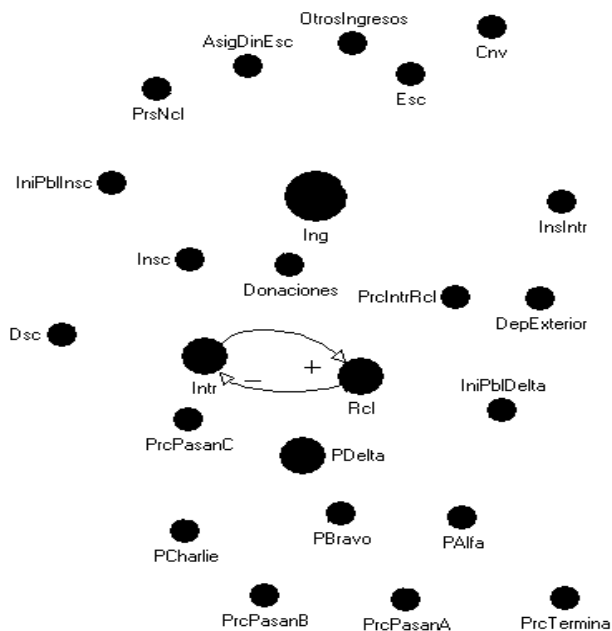 OtrosIngresos
AsigDinEsc
Cnv
Esc
PrsNcl
IniPblInsc
InsIntr
Ing
Insc
Donaciones
PrcIntrRcl
DepExterior
Dsc
+
−
Intr
Rcl
IniPblDelta
PrcPasanC
PDelta
PBravo
PAlfa
PCharlie
PrcPasanB
PrcPasanA
PrcTermina